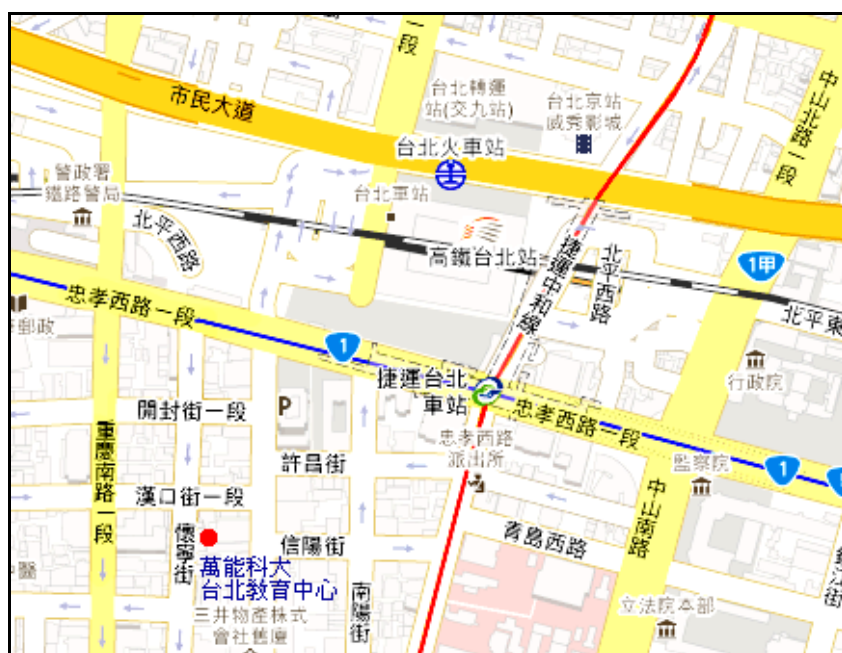 一段
台北轉運
站(交九站)
台北京站
威秀影城
中山北路一段
市民大道
台北火車站
警政署
鐵路警局
台北車站
北平西路
高鐵台北站
捷運中和線
北平西路
1甲
北平東
忠孝西路一段
郵政
1
行政院
捷運台北
車站
忠孝西路一段
開封街一段
P
忠孝西路
派出所
重慶南路一段
許昌街
監察院
1
漢口街一段
中山南路
懷寧街
信陽街
青島西路
萬能科大
台北教育中心
南陽街
鎮江街
三井物產株式
會社舊廈
立法院本部